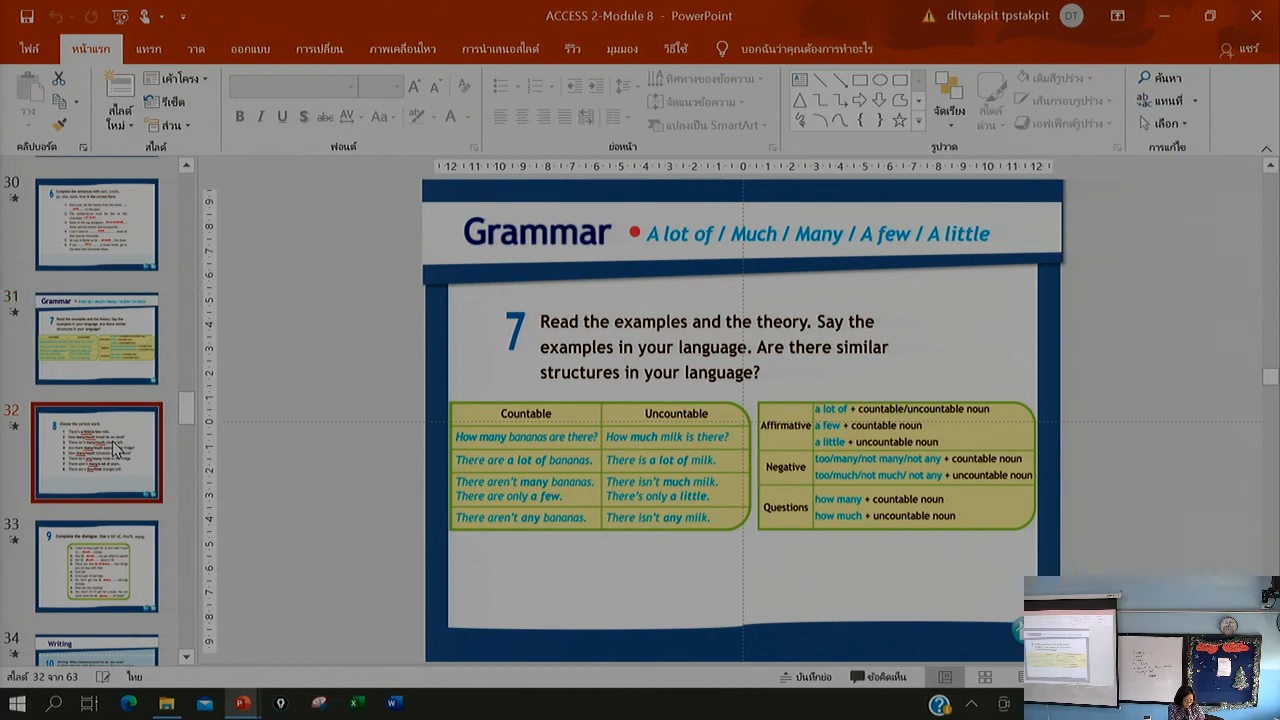 ACCESS 2-Module 8 - PowerPoint
dltvtakpit tpstakpit
DT
ไฟล์
หน้าแรก
แทรก
วาด
ออกแบบ
การเปลี่ยน
ภาพเคลื่อนไหว
การนำเสนอสไลด์
รีวิว
มุมมอง
วิธีใช้
บอกฉันว่าคุณต้องการทำอะไร
แชร์
วาง
คลิปบอร์ด
สไลด์
ใหม่
เค้าโครง
รีเซ็ต
ส่วน
สไลด์
ฟอนต์
ทิศทางของข้อความ
จัดแนวข้อความ
แปลงเป็น SmartArt
ย่อหน้า
จัดเรียง
สไตล์
ด่วน
เติมสีรูปร่าง
เส้นกรอบรูปร่าง
เอฟเฟ็กต์รูปร่าง
รูปวาด
ค้นหา
แทนที่
เลือก
การแก้ไข
30
31
32
33
34
Grammar • A lot of / Much / Many / A few / A little
7 Read the examples and the theory. Say the
examples in your language. Are there similar
structures in your language?
Countable Uncountable
How many bananas are there? How much milk is there?
There are a lot of bananas. There is a lot of milk.
There aren't many bananas. There isn't much milk.
There are only a few. There's only a little.
There aren't any bananas. There isn't any milk.
Affirmative
a lot of + countable/uncountable noun
a few + countable noun
a little + uncountable noun
Negative
too/many/not many/not any + countable noun
too/much/not much/ not any + uncountable noun
Questions
how many + countable noun
how much + uncountable noun
สไลด์ 32 จาก 63
ไทย
บันทึกย่อ
ข้อคิดเห็น